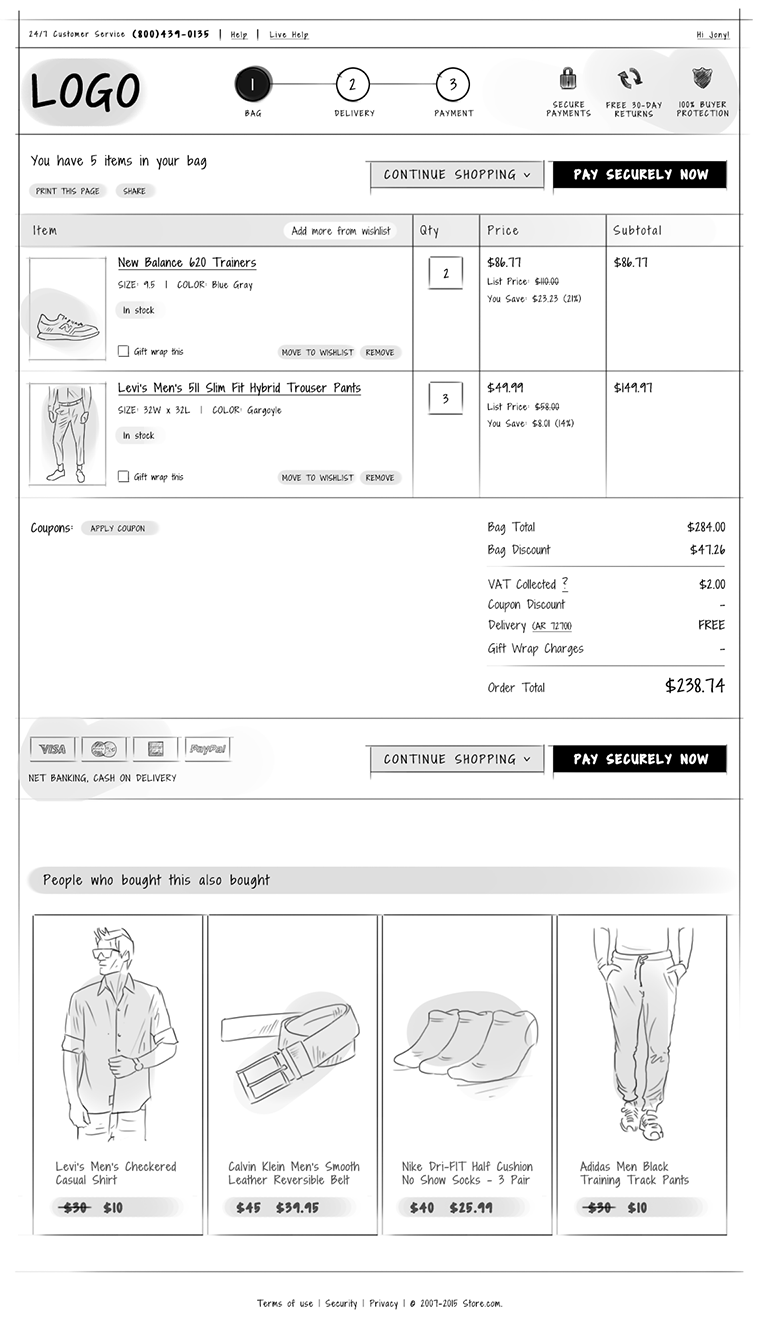 24/7 Customer Service (800)439-0135 | Help | Live Help
Hi Jony!
LOGO
1 2 3
BAG DELIVERY PAYMENT
SECURE PAYMENTS
FREE 30-DAY RETURNS
100% BUYER PROTECTION
You have 5 items in your bag
PRINT THIS PAGE SHARE
CONTINUE SHOPPING PAY SECURELY NOW
Item Add more from wishlist Qty Price Subtotal
New Balance 620 Trainers
SIZE: 9.5 | COLOR: Blue Gray
In stock
Gift wrap this MOVE TO WISHLIST REMOVE
2
$86.77
List Price: $110.00
You Save: $23.23 (21%)
$86.77
Levi's Men's 511 Slim Fit Hybrid Trouser Pants
SIZE: 32W x 32L | COLOR: Gargoyle
In stock
Gift wrap this MOVE TO WISHLIST REMOVE
3
$49.99
List Price: $58.00
You Save: $8.01 (14%)
$149.97
Coupons: APPLY COUPON
Bag Total $284.00
Bag Discount $47.26
VAT Collected ? $2.00
Coupon Discount -
Delivery (AR 72701) FREE
Gift Wrap Charges -
Order Total $238.74
VISA PayPal
NET BANKING, CASH ON DELIVERY
CONTINUE SHOPPING PAY SECURELY NOW
People who bought this also bought
Levi's Men's Checkered
Casual Shirt
$30 $10
Calvin Klein Men's Smooth
Leather Reversible Belt
$45 $39.95
Nike Dri-FIT Half Cushion
No Show Socks - 3 Pair
$40 $25.99
Adidas Men Black
Training Track Pants
$30 $10
Terms of use | Security | Privacy | © 2007-2015 Store.com.